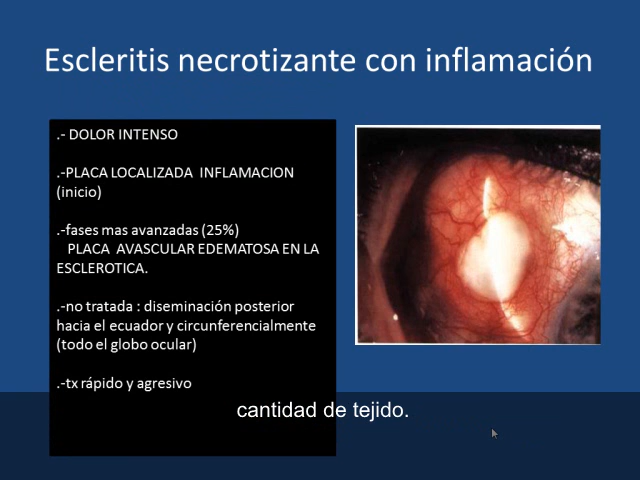 Escleritis necrotizante con inflamación
.- DOLOR INTENSO
.-PLACA LOCALIZADA INFLAMACION
(inicio)
.-fases mas avanzadas (25%)
PLACA AVASCULAR EDEMATOSA EN LA
ESCLEROTICA.
.-no tratada : diseminación posterior
hacia el ecuador y circunferencialmente
(todo el globo ocular)
.-tx rápido y agresivo
cantidad de tejido.